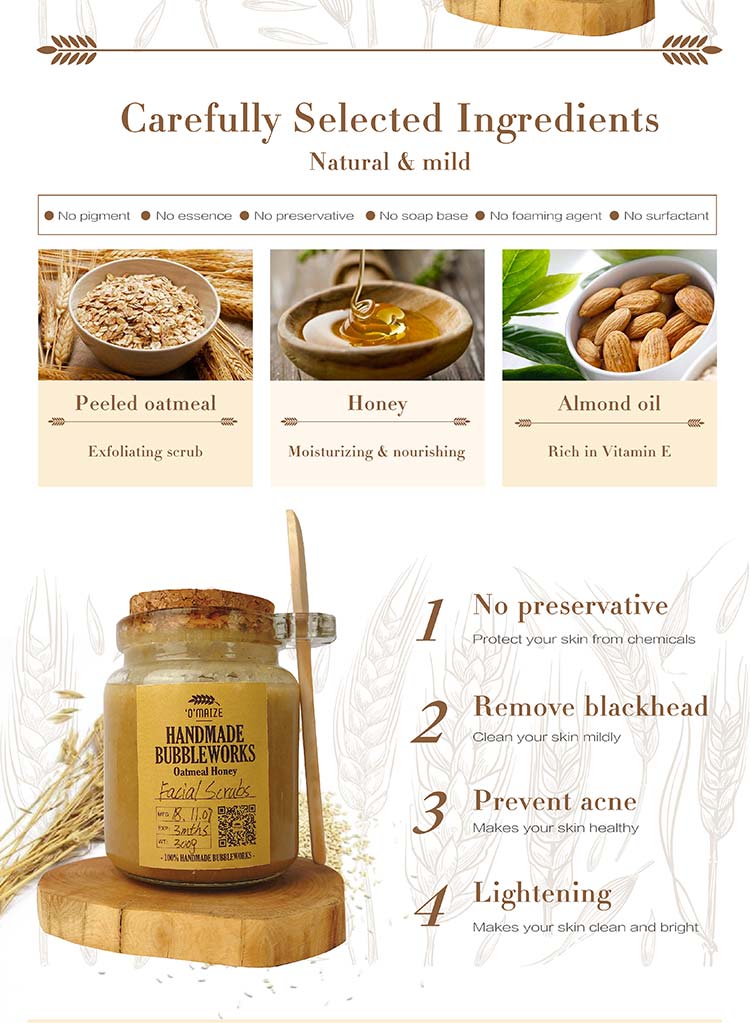 Carefully Selected Ingredients
Natural & mild
No pigment No essence No preservative No soap base No foaming agent No surfactant
Peeled oatmeal
Exfoliating scrub
Honey
Moisturizing & nourishing
Almond oil
Rich in Vitamin E
1 No preservative
Protect your skin from chemicals
2 Remove blackhead
Clean your skin mildly
3 Prevent acne
Makes your skin healthy
4 Lightening
Makes your skin clean and bright
'O'MAIZE
HANDMADE
BUBBLEWORKS
Oatmeal Honey
Facial Scrubs
MFD: 18.11.07
EXP: 3mths
WT: 300g
- 100% HANDMADE BUBBLEWORKS -